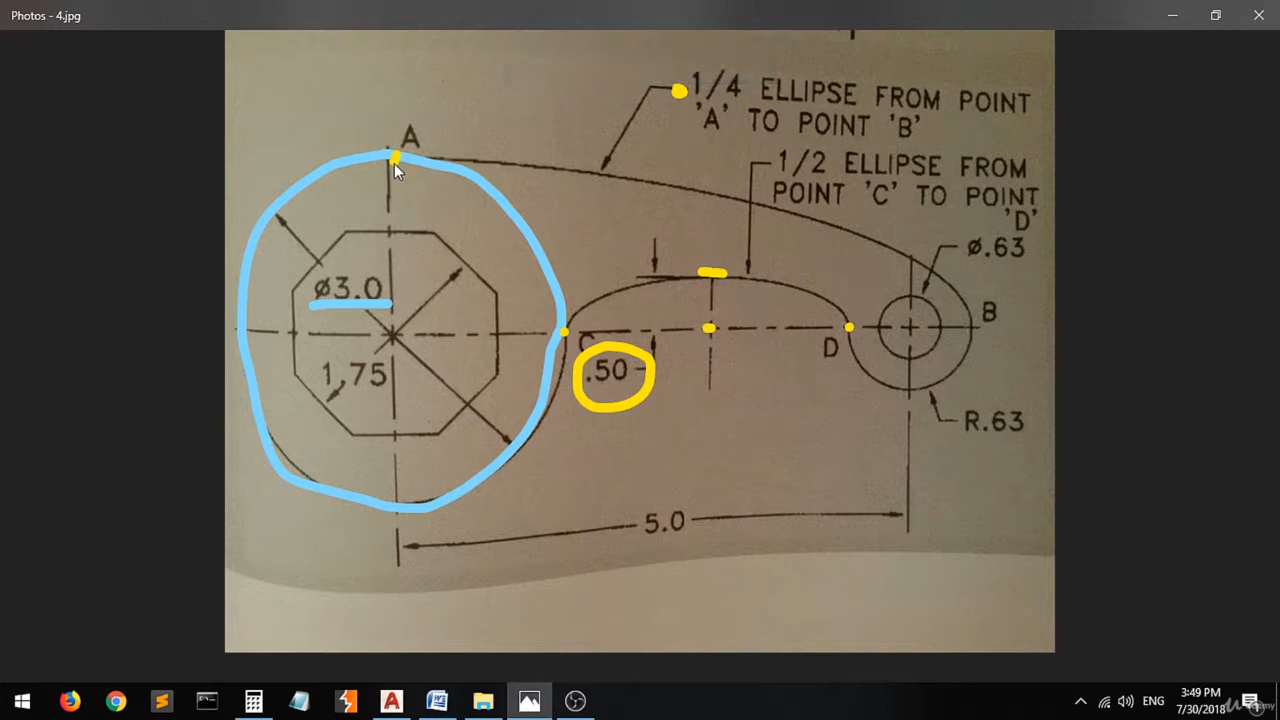 Photos - 4.jpg
1/4 ELLIPSE FROM POINT
'A' TO POINT 'B'
A
1/2 ELLIPSE FROM
POINT 'C' TO POINT
'D'
ø.63
ø3.0
B
C
D
1,75
.50
R.63
5.0
ENG
3:49 PM
7/30/2018